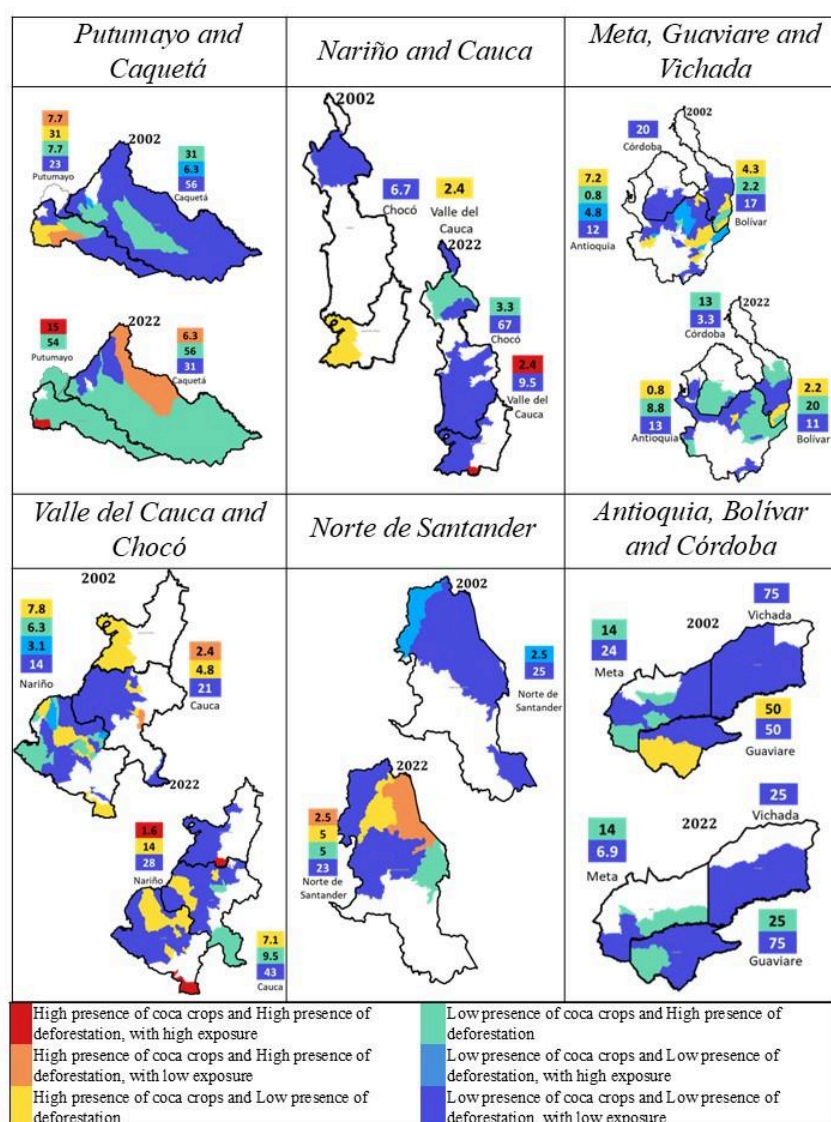 Putumayo and
Caquetá
Nariño and Cauca
Meta, Guaviare and
Vichada
2002
7.7
31
7.7
23
Putumayo
31
6.3
56
Caquetá
2022
15
54
Putumayo
6.3
56
31
Caquetá
2002
6.7
Chocó
2.4
Valle del
Cauca
2022
3.3
67
Chocó
2.4
9.5
Valle del
Cauca
2002
20
Córdoba
7.2
0.8
4.8
12
Antioquia
4.3
2.2
17
Bolívar
2022
13
3.3
Córdoba
0.8
8.8
13
Antioquia
2.2
20
11
Bolívar
Valle del Cauca and
Chocó
Norte de Santander
Antioquia, Bolívar
and Córdoba
2002
7.8
6.3
3.1
14
Nariño
2.4
4.8
21
Cauca
2022
1.6
14
28
Nariño
7.1
9.5
43
Cauca
2002
2.5
25
Norte de
Santander
2022
2.5
5
5
23
Norte de
Santander
75
Vichada
2002
14
24
Meta
50
50
Guaviare
25
Vichada
2022
14
6.9
Meta
25
75
Guaviare
High presence of coca crops and High presence of
deforestation, with high exposure
High presence of coca crops and High presence of
deforestation, with low exposure
High presence of coca crops and Low presence of
deforestation
Low presence of coca crops and High presence of
deforestation
Low presence of coca crops and Low presence of
deforestation, with high exposure
Low presence of coca crops and Low presence of
deforestation, with low exposure